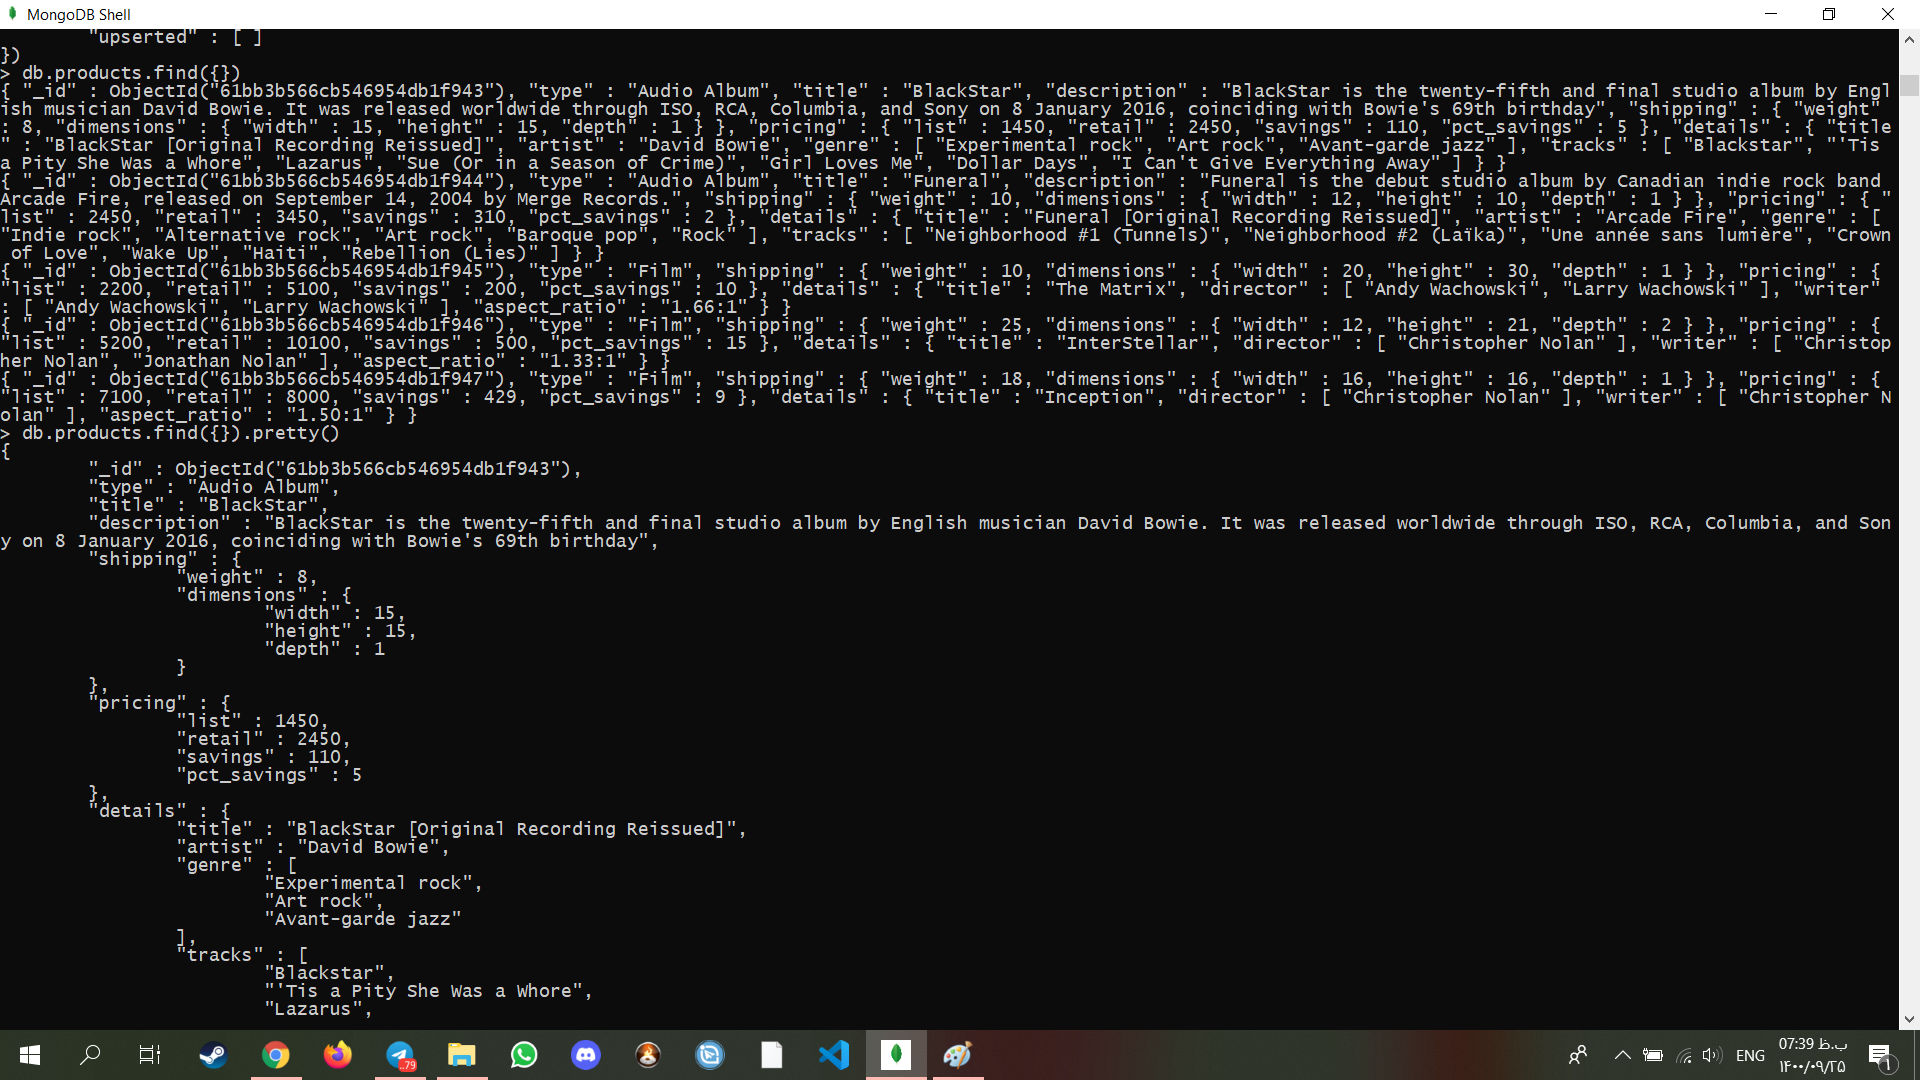 MongoDB Shell
"upserted" : [ ]
})
> db.products.find({})
{ "_id" : ObjectId("61bb3b566cb546954db1f943"), "type" : "Audio Album", "title" : "BlackStar", "description" : "BlackStar is the twenty-fifth and final studio album by Engl
ish musician David Bowie. It was released worldwide through ISO, RCA, Columbia, and Sony on 8 January 2016, coinciding with Bowie's 69th birthday", "shipping" : { "weight"
: 8, "dimensions" : { "width" : 15, "height" : 15, "depth" : 1 } }, "pricing" : { "list" : 1450, "retail" : 2450, "savings" : 110, "pct_savings" : 5 }, "details" : { "title
" : "BlackStar [Original Recording Reissued]", "artist" : "David Bowie", "genre" : [ "Experimental rock", "Art rock", "Avant-garde jazz" ], "tracks" : [ "Blackstar", "'Tis
a Pity She Was a Whore", "Lazarus", "Sue (Or in a Season of Crime)", "Girl Loves Me", "Dollar Days", "I Can't Give Everything Away" ] } }
{ "_id" : ObjectId("61bb3b566cb546954db1f944"), "type" : "Audio Album", "title" : "Funeral", "description" : "Funeral is the debut studio album by Canadian indie rock band
Arcade Fire, released on September 14, 2004 by Merge Records.", "shipping" : { "weight" : 10, "dimensions" : { "width" : 12, "height" : 10, "depth" : 1 } }, "pricing" : { "
list" : 2450, "retail" : 3450, "savings" : 310, "pct_savings" : 2 }, "details" : { "title" : "Funeral [Original Recording Reissued]", "artist" : "Arcade Fire", "genre" : [
"Indie rock", "Alternative rock", "Art rock", "Baroque pop", "Rock" ], "tracks" : [ "Neighborhood #1 (Tunnels)", "Neighborhood #2 (Laïka)", "Une année sans lumière", "Crown
of Love", "Wake Up", "Haiti", "Rebellion (Lies)" ] } }
{ "_id" : ObjectId("61bb3b566cb546954db1f945"), "type" : "Film", "shipping" : { "weight" : 10, "dimensions" : { "width" : 20, "height" : 30, "depth" : 1 } }, "pricing" : {
"list" : 2200, "retail" : 5100, "savings" : 200, "pct_savings" : 10 }, "details" : { "title" : "The Matrix", "director" : [ "Andy Wachowski", "Larry Wachowski" ], "writer"
: [ "Andy Wachowski", "Larry Wachowski" ], "aspect_ratio" : "1.66:1" } }
{ "_id" : ObjectId("61bb3b566cb546954db1f946"), "type" : "Film", "shipping" : { "weight" : 25, "dimensions" : { "width" : 12, "height" : 21, "depth" : 2 } }, "pricing" : {
"list" : 5200, "retail" : 10100, "savings" : 500, "pct_savings" : 15 }, "details" : { "title" : "InterStellar", "director" : [ "Christopher Nolan" ], "writer" : [ "Christop
her Nolan", "Jonathan Nolan" ], "aspect_ratio" : "1.33:1" } }
{ "_id" : ObjectId("61bb3b566cb546954db1f947"), "type" : "Film", "shipping" : { "weight" : 18, "dimensions" : { "width" : 16, "height" : 16, "depth" : 1 } }, "pricing" : {
"list" : 7100, "retail" : 8000, "savings" : 429, "pct_savings" : 9 }, "details" : { "title" : "Inception", "director" : [ "Christopher Nolan" ], "writer" : [ "Christopher N
olan" ], "aspect_ratio" : "1.50:1" } }
> db.products.find({}).pretty()
{
"_id" : ObjectId("61bb3b566cb546954db1f943"),
"type" : "Audio Album",
"title" : "BlackStar",
"description" : "BlackStar is the twenty-fifth and final studio album by English musician David Bowie. It was released worldwide through ISO, RCA, Columbia, and Son
y on 8 January 2016, coinciding with Bowie's 69th birthday",
"shipping" : {
"weight" : 8,
"dimensions" : {
"width" : 15,
"height" : 15,
"depth" : 1
}
},
"pricing" : {
"list" : 1450,
"retail" : 2450,
"savings" : 110,
"pct_savings" : 5
},
"details" : {
"title" : "BlackStar [Original Recording Reissued]",
"artist" : "David Bowie",
"genre" : [
"Experimental rock",
"Art rock",
"Avant-garde jazz"
],
"tracks" : [
"Blackstar",
"'Tis a Pity She Was a Whore",
"Lazarus",
..79
ENG
07:39 ب.ظ
۱۴۰۰/۰۹/۲۵
۱